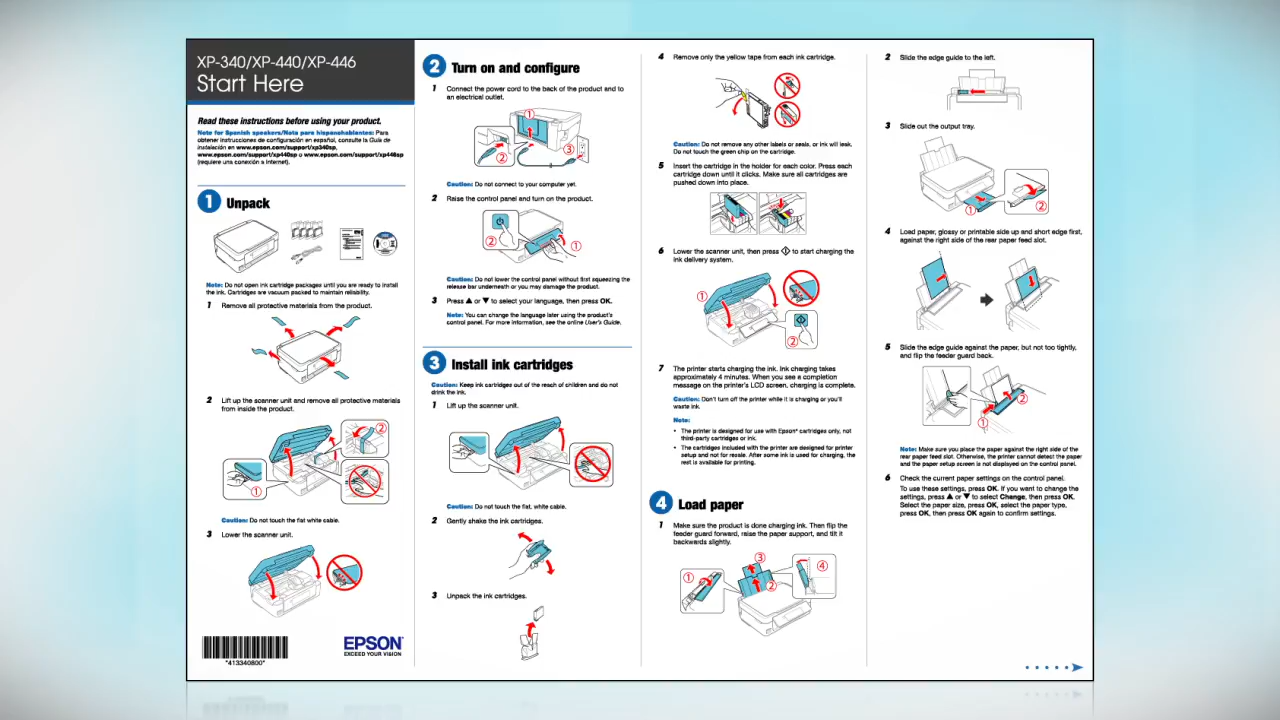 XP-340/XP-440/XP-446
Start Here
Read these instructions before using your product.
Note for Spanish speakers/Nota para hispanohablantes: Para
obtener instrucciones de configuración en español, consulte la Guía de
instalación en www.epson.com/support/xp340sp,
www.epson.com/support/xp440sp o www.epson.com/support/xp446sp
(requiere una conexión a Internet).
1 Unpack
Note: Do not open ink cartridge packages until you are ready to install
the ink. Cartridges are vacuum packed to maintain reliability.
1 Remove all protective materials from the product.
2 Lift up the scanner unit and remove all protective materials
from inside the product.
2
1
Caution: Do not touch the flat white cable.
3 Lower the scanner unit.
*413340800*
EPSON
EXCEED YOUR VISION
2 Turn on and configure
1 Connect the power cord to the back of the product and to
an electrical outlet.
1
2
3
Caution: Do not connect to your computer yet.
2 Raise the control panel and turn on the product.
2
1
Caution: Do not lower the control panel without first squeezing the
release bar underneath or you may damage the product.
3 Press ▲ or ▼ to select your language, then press OK.
Note: You can change the language later using the product's
control panel. For more information, see the online User's Guide.
3 Install ink cartridges
Caution: Keep ink cartridges out of the reach of children and do not
drink the ink.
1 Lift up the scanner unit.
Caution: Do not touch the flat, white cable.
2 Gently shake the ink cartridges.
3 Unpack the ink cartridges.
4 Remove only the yellow tape from each ink cartridge.
Caution: Do not remove any other labels or seals, or ink will leak.
Do not touch the green chip on the cartridge.
5 Insert the cartridge in the holder for each color. Press each
cartridge down until it clicks. Make sure all cartridges are
pushed down into place.
6 Lower the scanner unit, then press to start charging the
ink delivery system.
1
2
7 The printer starts charging the ink. Ink charging takes
approximately 4 minutes. When you see a completion
message on the printer's LCD screen, charging is complete.
Caution: Don't turn off the printer while it is charging or you'll
waste ink.
Note:
• The printer is designed for use with Epson® cartridges only, not
third-party cartridges or ink.
• The cartridges included with the printer are designed for printer
setup and not for resale. After some ink is used for charging, the
rest is available for printing.
4 Load paper
1 Make sure the product is done charging ink. Then flip the
feeder guard forward, raise the paper support, and tilt it
backwards slightly.
1
3
2
4
2 Slide the edge guide to the left.
3 Slide out the output tray.
1
2
4 Load paper, glossy or printable side up and short edge first,
against the right side of the rear paper feed slot.
5 Slide the edge guide against the paper, but not too tightly,
and flip the feeder guard back.
2
1
Note: Make sure you place the paper against the right side of the
rear paper feed slot. Otherwise, the printer cannot detect the paper
and the paper setup screen is not displayed on the control panel.
6 Check the current paper settings on the control panel.
To use these settings, press OK. If you want to change the
settings, press ▲ or ▼ to select Change, then press OK.
Select the paper size, press OK, select the paper type,
press OK, then press OK again to confirm settings.